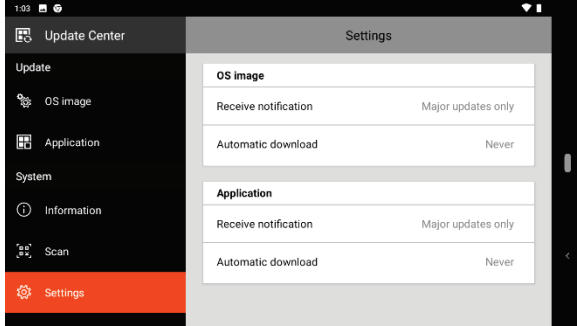 1:03
Update Center
Settings
Update
OS image
Application
System
Information
Scan
Settings
OS image
Receive notification Major updates only
Automatic download Never
Application
Receive notification Major updates only
Automatic download Never